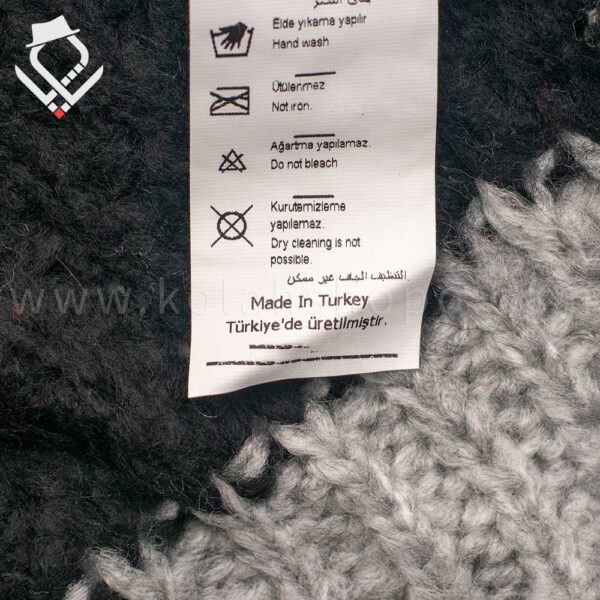 Elde yıkama yapılır
Hand wash
Ütülenmez
Not iron.
Ağartma yapılamaz.
Do not bleach
Kurutemizleme
yapılamaz.
Dry cleaning is not
possible.
التنظيف الجاف غير ممكن.
Made In Turkey
Türkiye'de üretilmiştir.